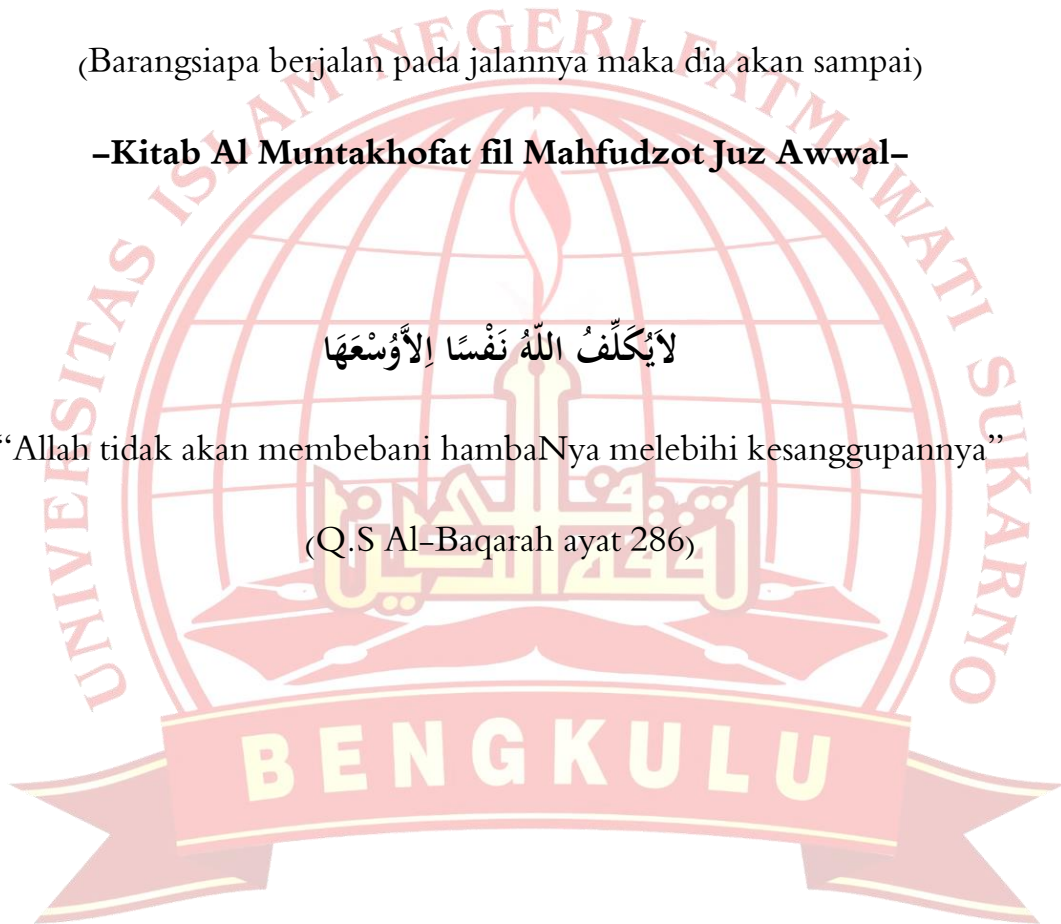 (Barangsiapa berjalan pada jalannya maka dia akan sampai)
–Kitab Al Muntakhofat fil Mahfudzot Juz Awwal–
لاَيُكَلِّفُ اللّٰهُ نَفْسًا اِلاَّوُسْعَهَا
“Allah tidak akan membebani hambaNya melebihi kesanggupannya”
(Q.S Al-Baqarah ayat 286)
UNIVERSITAS ISLAM NEGERI FATMAWATI SUKARNO
BENGKULU